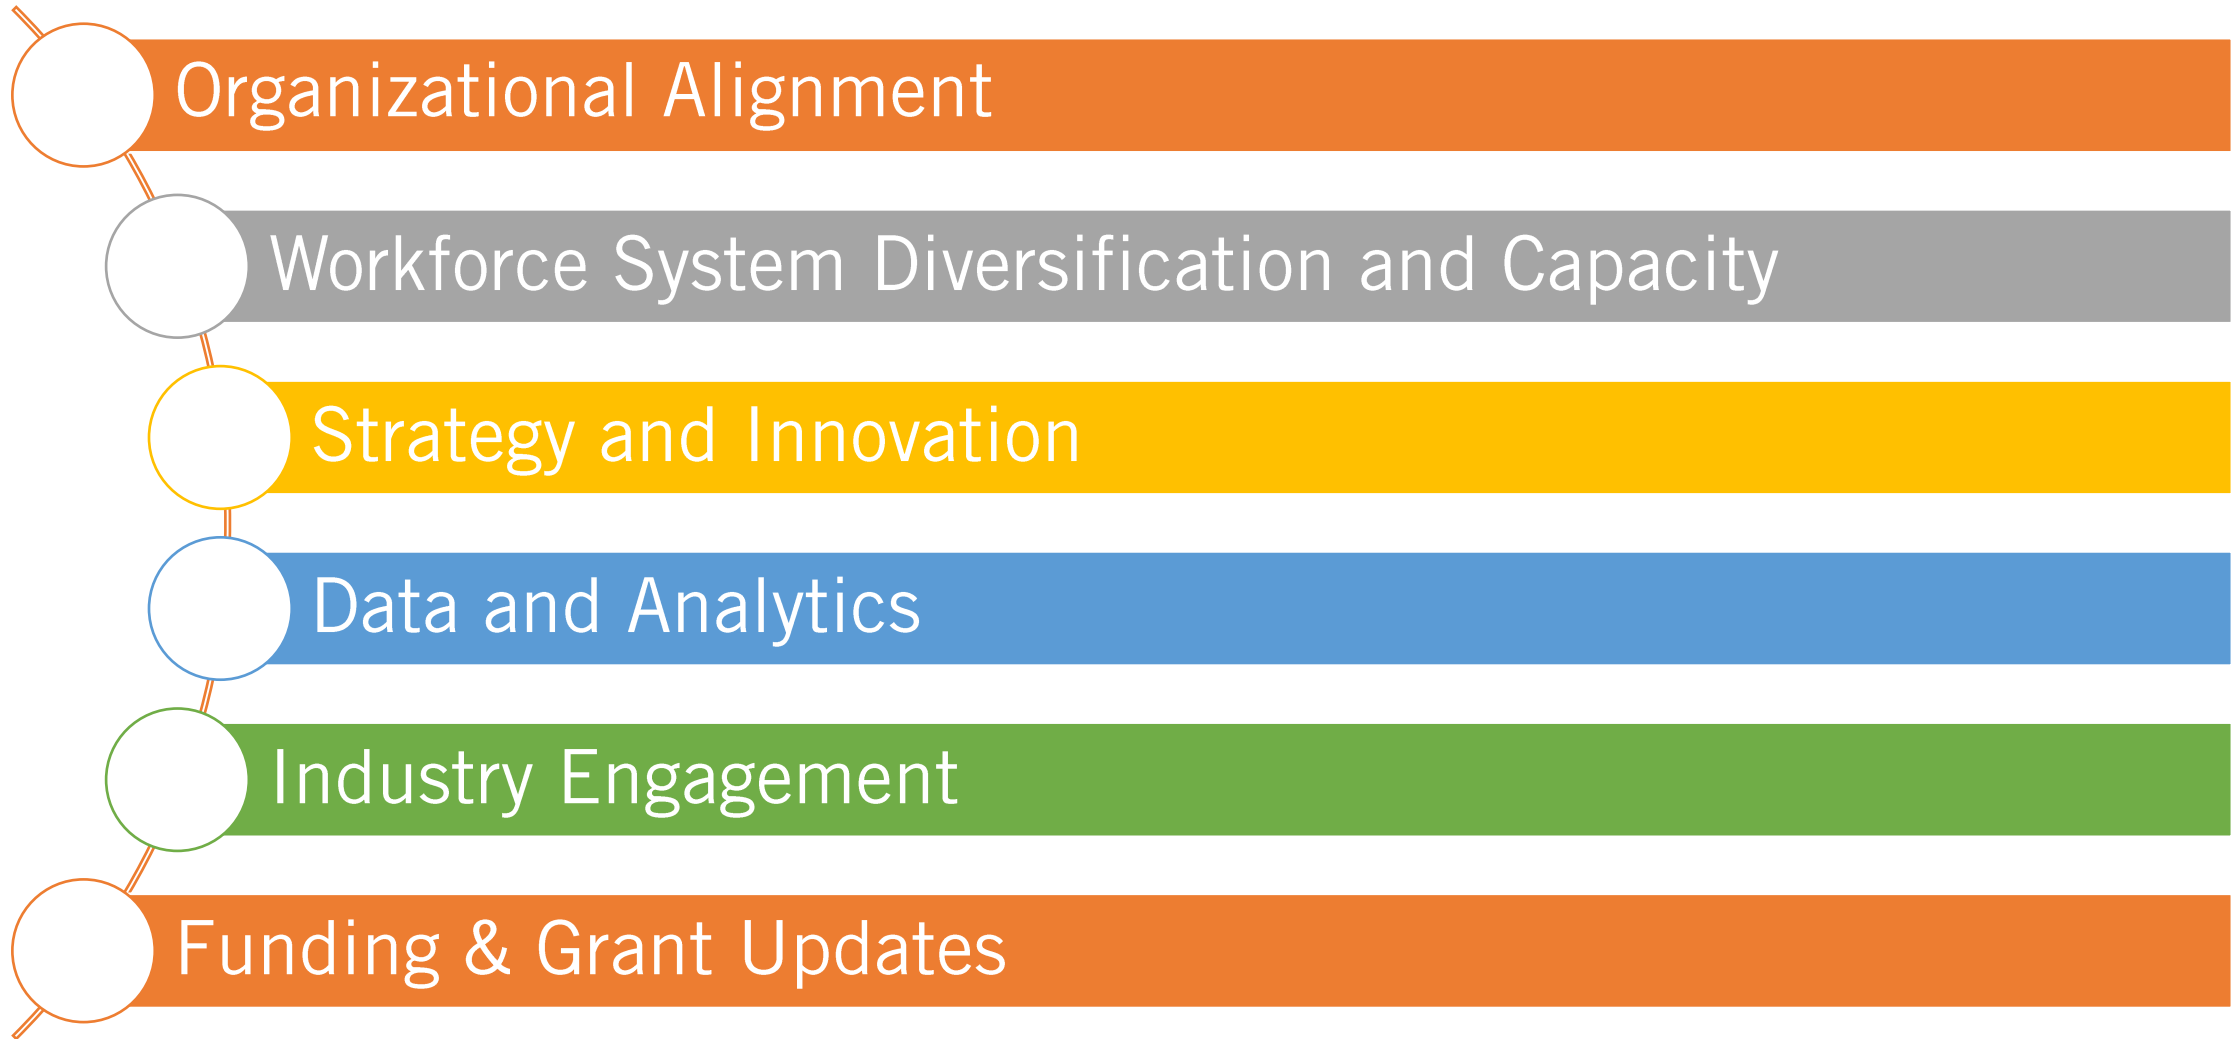 Organizational Alignment
Workforce System Diversification and Capacity
Strategy and Innovation
Data and Analytics
Industry Engagement
Funding & Grant Updates